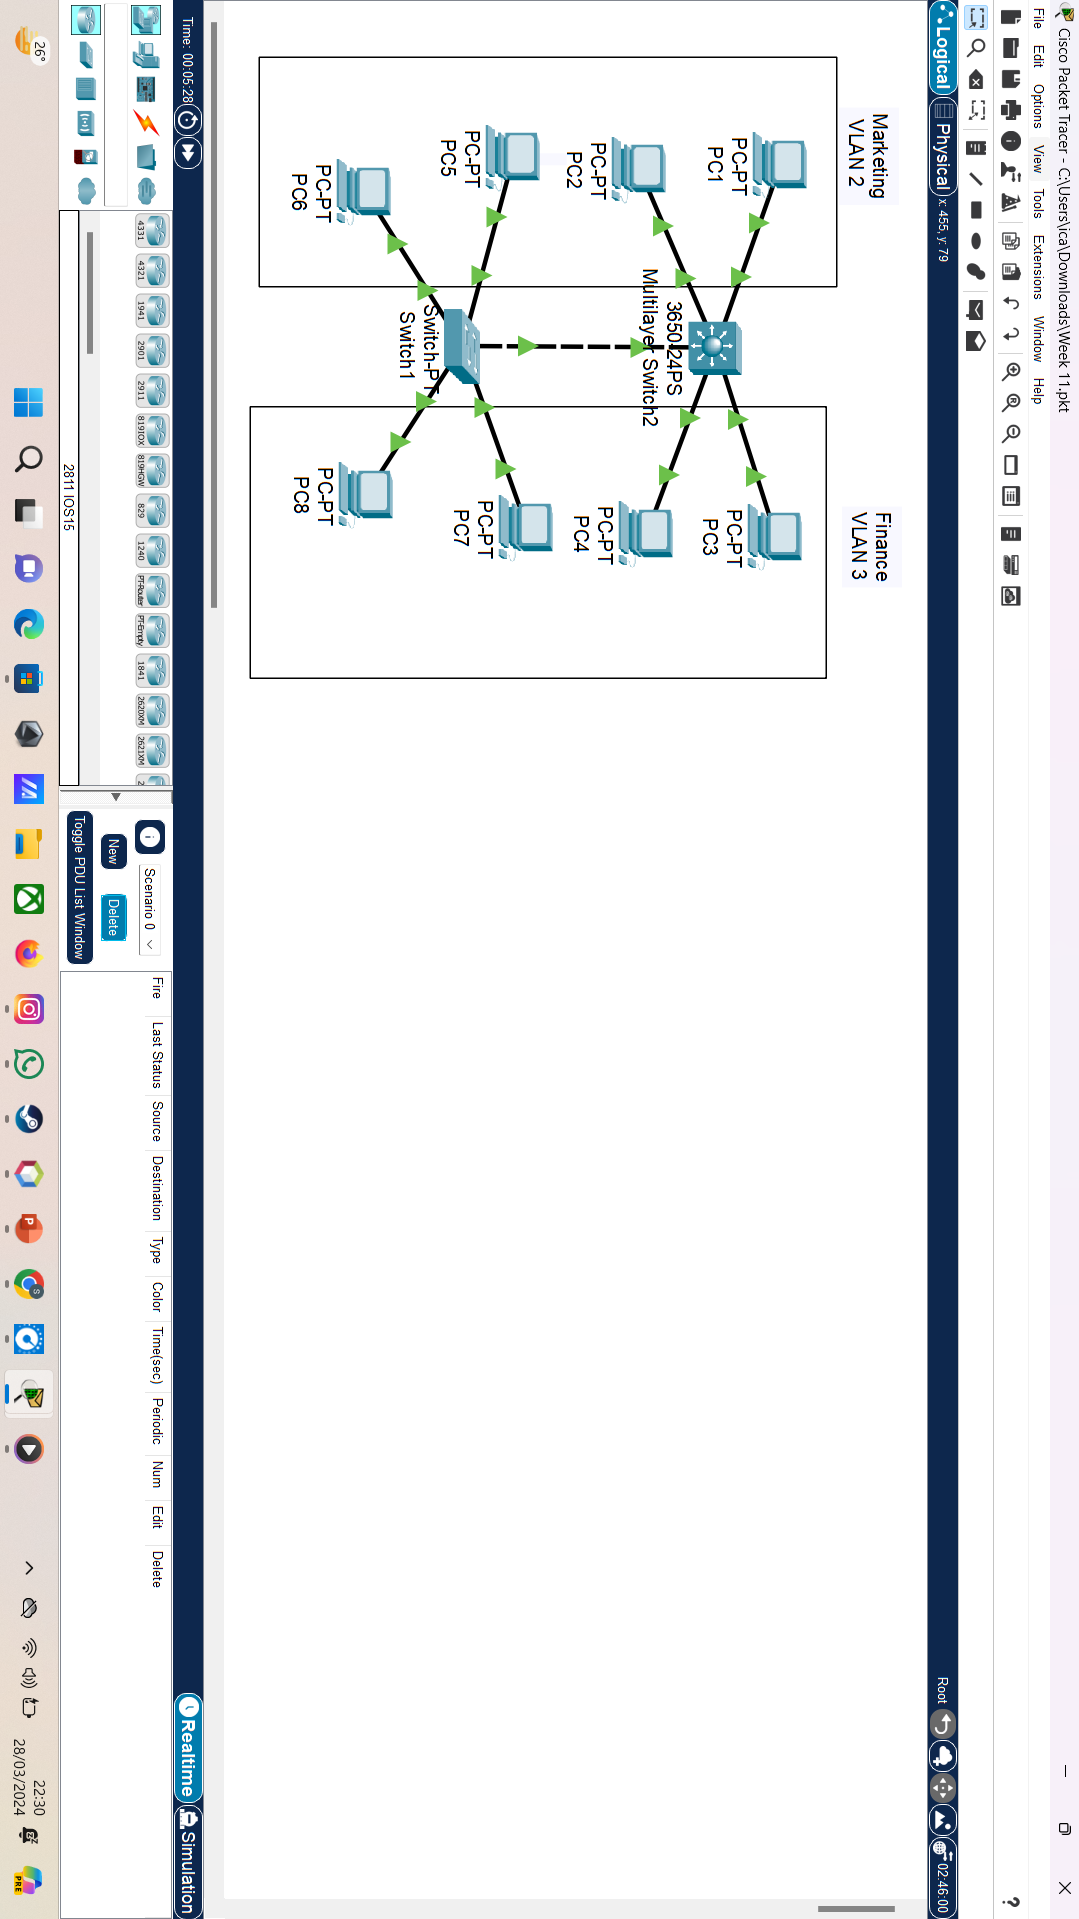 Cisco Packet Tracer - C:\Users\ica\Downloads\Week 11.pkt
File Edit Options View Tools Extensions Window Help
Logical Physical x: 455, y: 79
Root 02:46:00
Marketing
VLAN 2
Finance
VLAN 3
PC-PT
PC1
PC-PT
PC3
3650-24PS
Multilayer Switch2
PC-PT
PC2
PC-PT
PC4
PC-PT
PC5
PC-PT
PC7
Switch-PT
Switch1
PC-PT
PC6
PC-PT
PC8
Time: 00:05:28
Realtime Simulation
4331 4321 1941 2901 2911 819IOX 819HGW 829 1240 PT-Router PT-Empty 1841 2620XM 2621XM
2811 IOS15
Scenario 0
New Delete
Toggle PDU List Window
Fire Last Status Source Destination Type Color Time(sec) Periodic Num Edit Delete
26°
22:30
28/03/2024
PRE